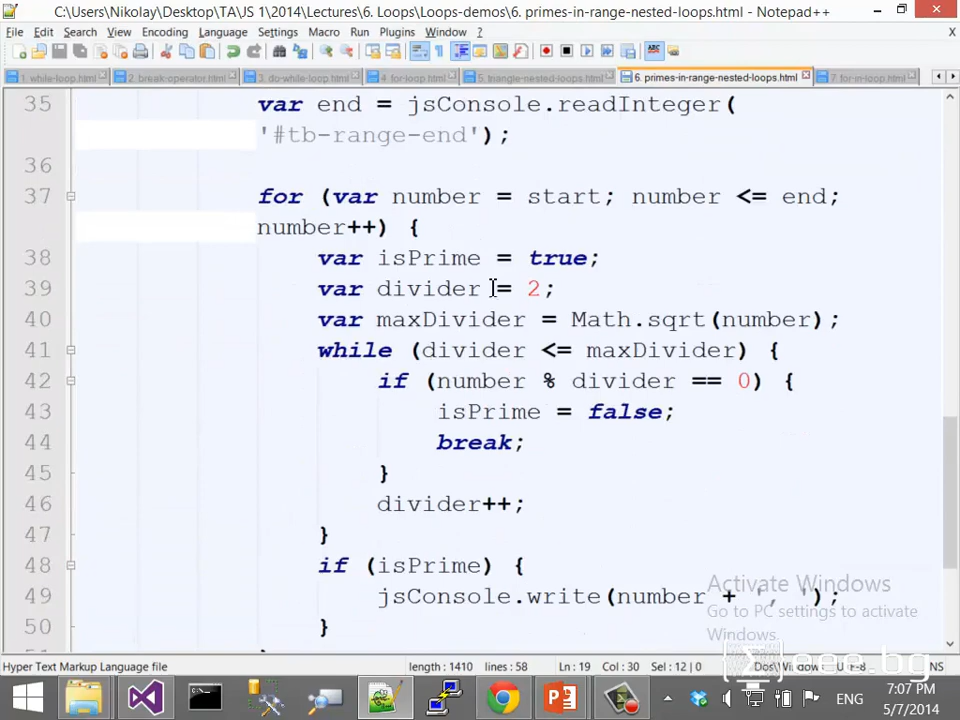 C:\Users\Nikolay\Desktop\TA\JS 1\2014\Lectures\6. Loops\Loops-demos\6. primes-in-range-nested-loops.html - Notepad++
File Edit Search View Encoding Language Settings Macro Run Plugins Window ? X
1. while-loop.html 2. break-operator.html 3. do-while-loop.html 4. for-loop.html 5. triangle-nested-loops.html 6. primes-in-range-nested-loops.html 7. for-in-loop.html
35 var end = jsConsole.readInteger(
'#tb-range-end');
36
37 for (var number = start; number <= end;
number++) {
38 var isPrime = true;
39 var divider = 2;
40 var maxDivider = Math.sqrt(number);
41 while (divider <= maxDivider) {
42 if (number % divider == 0) {
43 isPrime = false;
44 break;
45 }
46 divider++;
47 }
48 if (isPrime) {
49 jsConsole.write(number + ', ');
50 }
Activate Windows
Go to PC settings to activate
Windows.
Hyper Text Markup Language file length : 1410 lines : 58 Ln : 19 Col : 30 Sel : 12 | 0 Dos\Windows
eee.bg
ENG 7:07 PM
5/7/2014